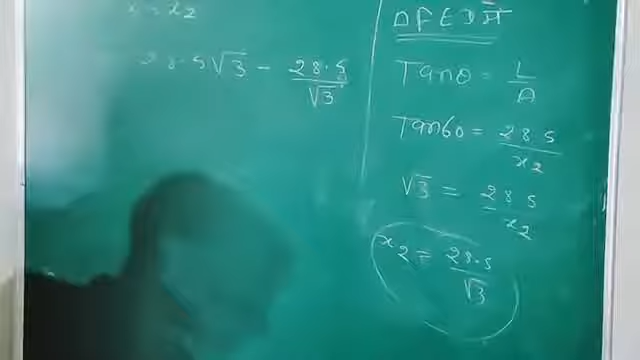 x - x2
28.5√3 - 28.5/√3
Δ FED में
Tanθ = L/A
Tan60 = 28.5/x2
√3 = 28.5/x2
x2 = 28.5/√3